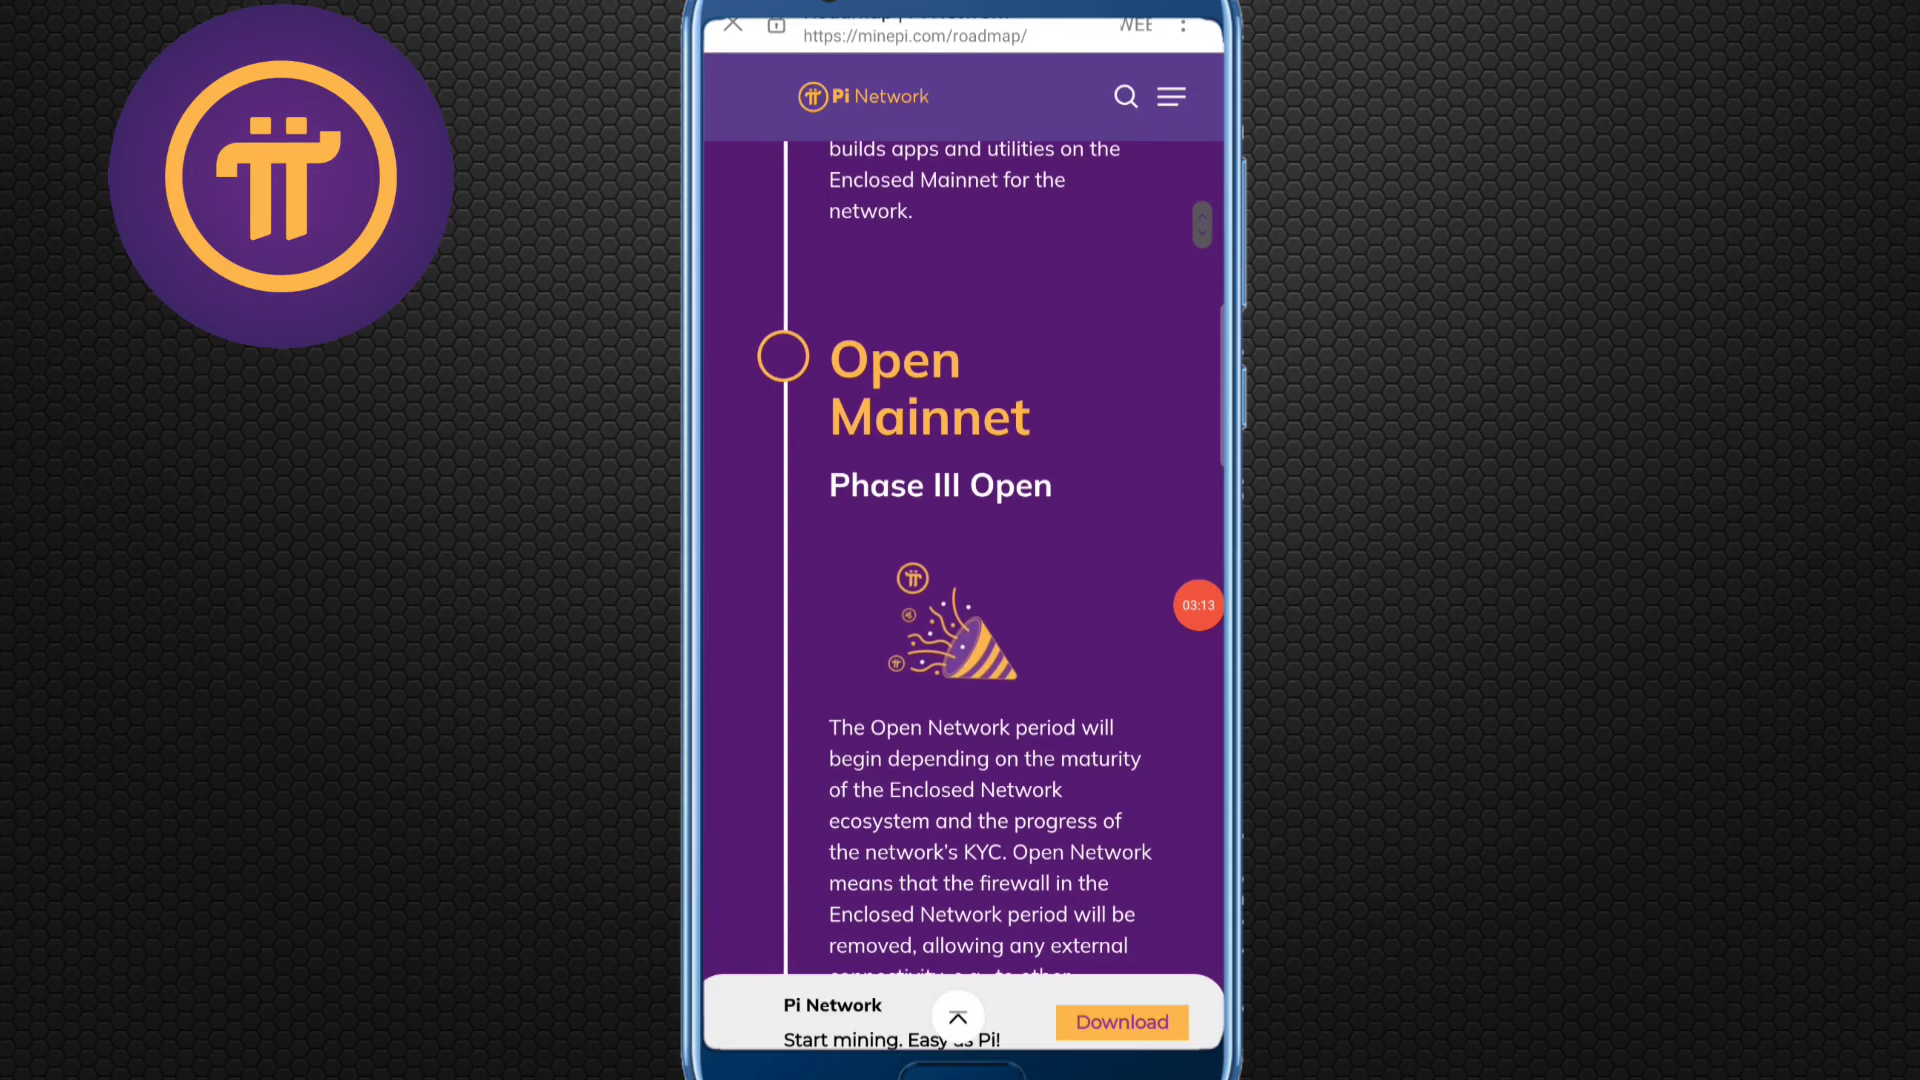 https://minepi.com/roadmap/
Pi Network
builds apps and utilities on the
Enclosed Mainnet for the
network.
Open
Mainnet
Phase III Open
03:13
The Open Network period will
begin depending on the maturity
of the Enclosed Network
ecosystem and the progress of
the network’s KYC. Open Network
means that the firewall in the
Enclosed Network period will be
removed, allowing any external
Pi Network
Download
Start mining. Easy as Pi!